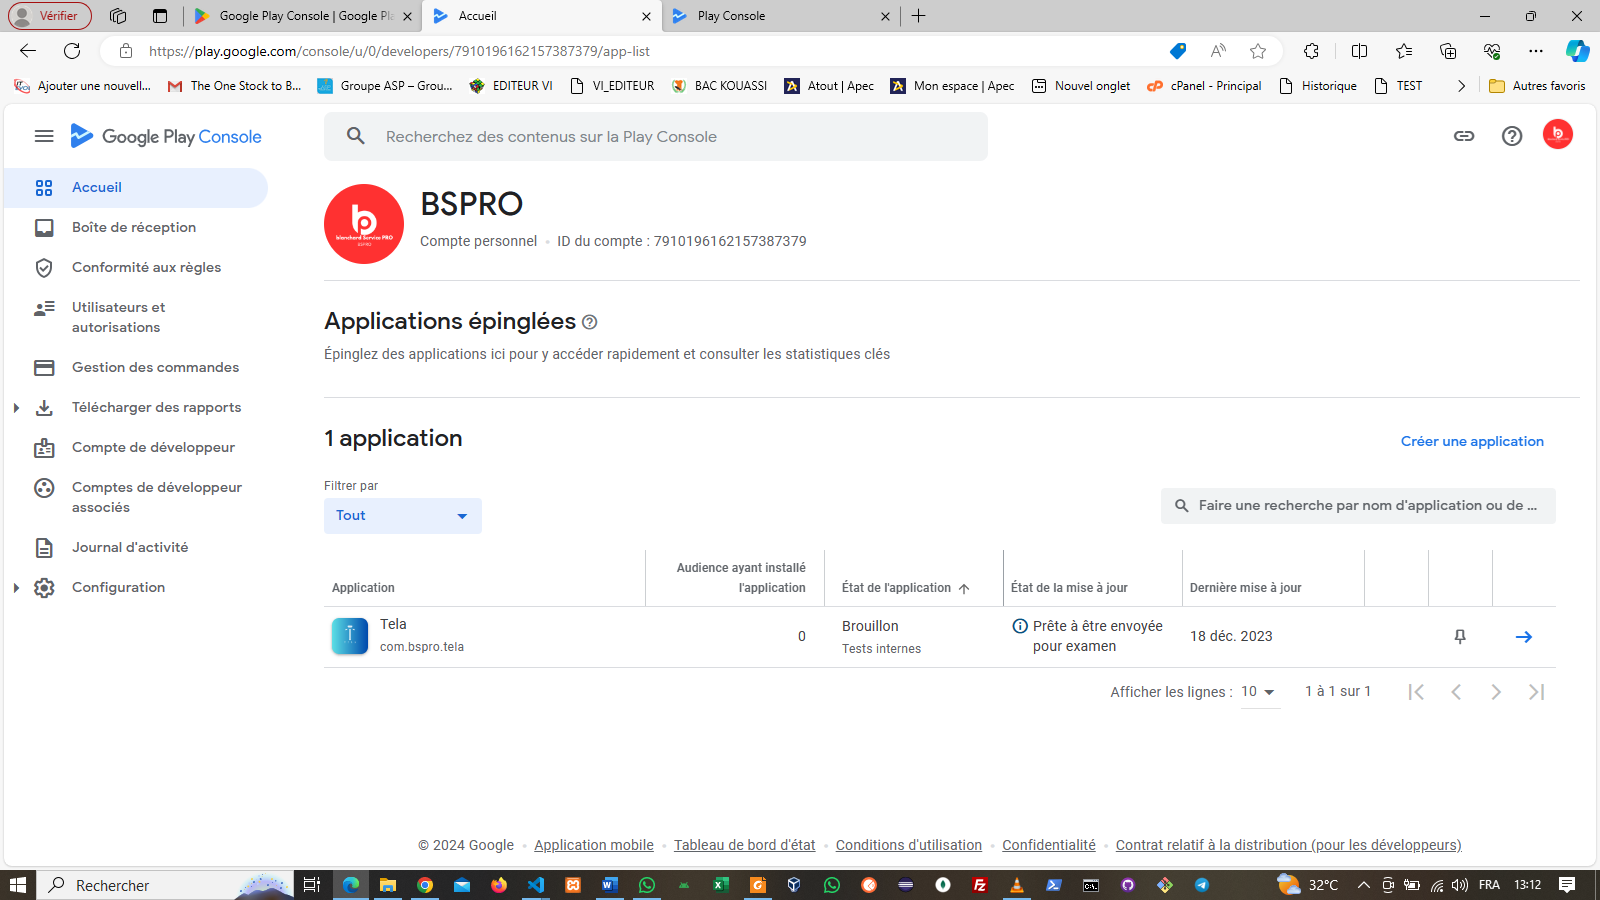 Vérifier
Google Play Console | Google Pla
Accueil
Play Console
https://play.google.com/console/u/0/developers/7910196162157387379/app-list
Ajouter une nouvell...
The One Stock to B...
Groupe ASP – Grou...
EDITEUR VI
VI_EDITEUR
BAC KOUASSI
Atout | Apec
Mon espace | Apec
Nouvel onglet
cPanel - Principal
Historique
TEST
Autres favoris
Google Play Console
Recherchez des contenus sur la Play Console
Accueil
Boîte de réception
Conformité aux règles
Utilisateurs et
autorisations
Gestion des commandes
Télécharger des rapports
Compte de développeur
Comptes de développeur
associés
Journal d'activité
Configuration
b
blanchard Service PRO
BSPRO
BSPRO
Compte personnel • ID du compte : 7910196162157387379
Applications épinglées
Épinglez des applications ici pour y accéder rapidement et consulter les statistiques clés
1 application
Créer une application
Filtrer par
Tout
Faire une recherche par nom d'application ou de ...
Application
Audience ayant installé
l'application
État de l'application
État de la mise à jour
Dernière mise à jour
Tela
com.bspro.tela
0
Brouillon
Tests internes
Prête à être envoyée
pour examen
18 déc. 2023
Afficher les lignes : 10
1 à 1 sur 1
© 2024 Google • Application mobile • Tableau de bord d'état • Conditions d'utilisation • Confidentialité • Contrat relatif à la distribution (pour les développeurs)
Rechercher
32°C
FRA
13:12